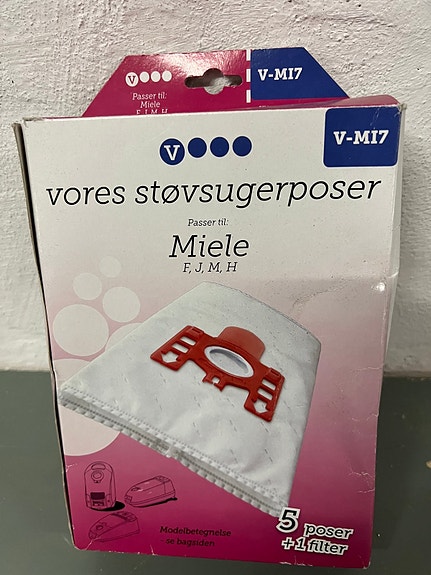 V
V-MI7
Passer til:
Miele
F, J, M, H
V-MI7
V
vores støvsugerposer
Passer til:
Miele
F, J, M, H
Modelbetegnelse
- se bagsiden
5 poser
+1 filter